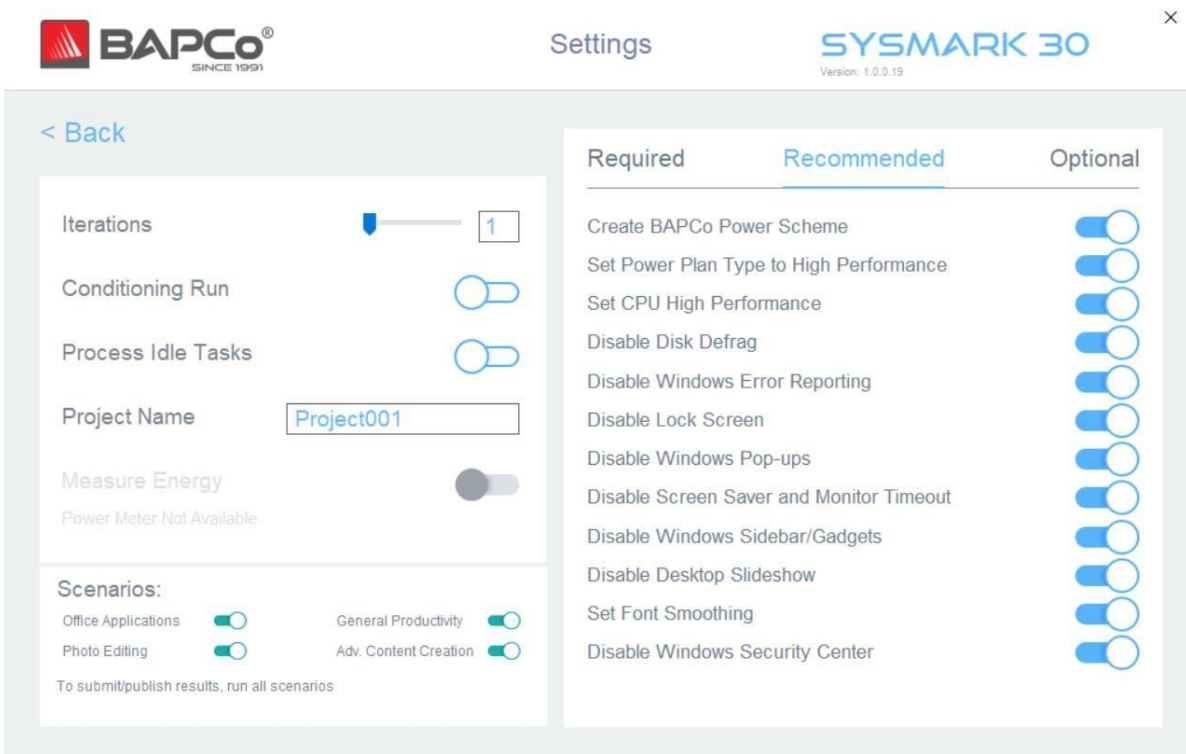 BAPCo®
SINCE 1991
Settings
SYSMARK 30
Version: 1.0.0.19
< Back
Iterations
1
Conditioning Run
Process Idle Tasks
Project Name
Project001
Measure Energy
Power Meter Not Available
Scenarios:
Office Applications
General Productivity
Photo Editing
Adv. Content Creation
To submit/publish results, run all scenarios
Required Recommended Optional
Create BAPCo Power Scheme
Set Power Plan Type to High Performance
Set CPU High Performance
Disable Disk Defrag
Disable Windows Error Reporting
Disable Lock Screen
Disable Windows Pop-ups
Disable Screen Saver and Monitor Timeout
Disable Windows Sidebar/Gadgets
Disable Desktop Slideshow
Set Font Smoothing
Disable Windows Security Center